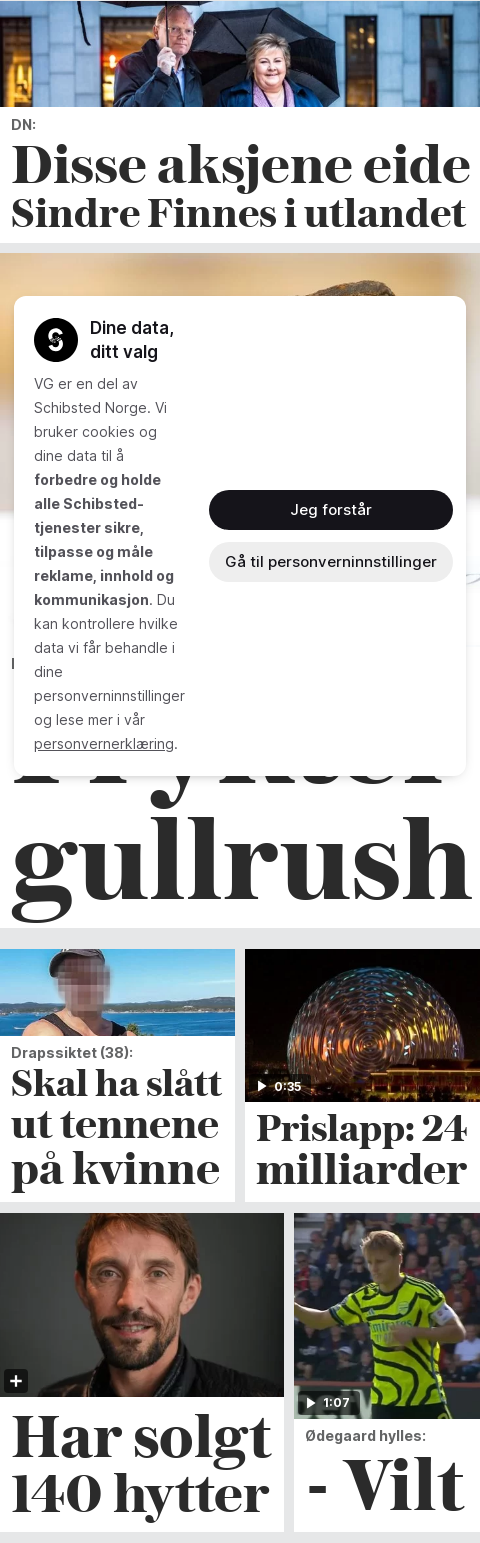 DN:
Disse aksjene eide
Sindre Finnes i utlandet
Dine data,
ditt valg
VG er en del av
Schibsted Norge. Vi
bruker cookies og
dine data til å
forbedre og holde
alle Schibsted-
tjenester sikre,
tilpasse og måle
reklame, innhold og
kommunikasjon. Du
kan kontrollere hvilke
data vi får behandle i
dine
personverninnstillinger
og lese mer i vår
personvernerklæring.
Jeg forstår
Gå til personverninnstillinger
gullrush
Drapssiktet (38):
Skal ha slått
ut tennene
på kvinne
0:35
Prislapp: 24
milliarder
Har solgt
140 hytter
1:07
Ødegaard hylles:
- Vilt